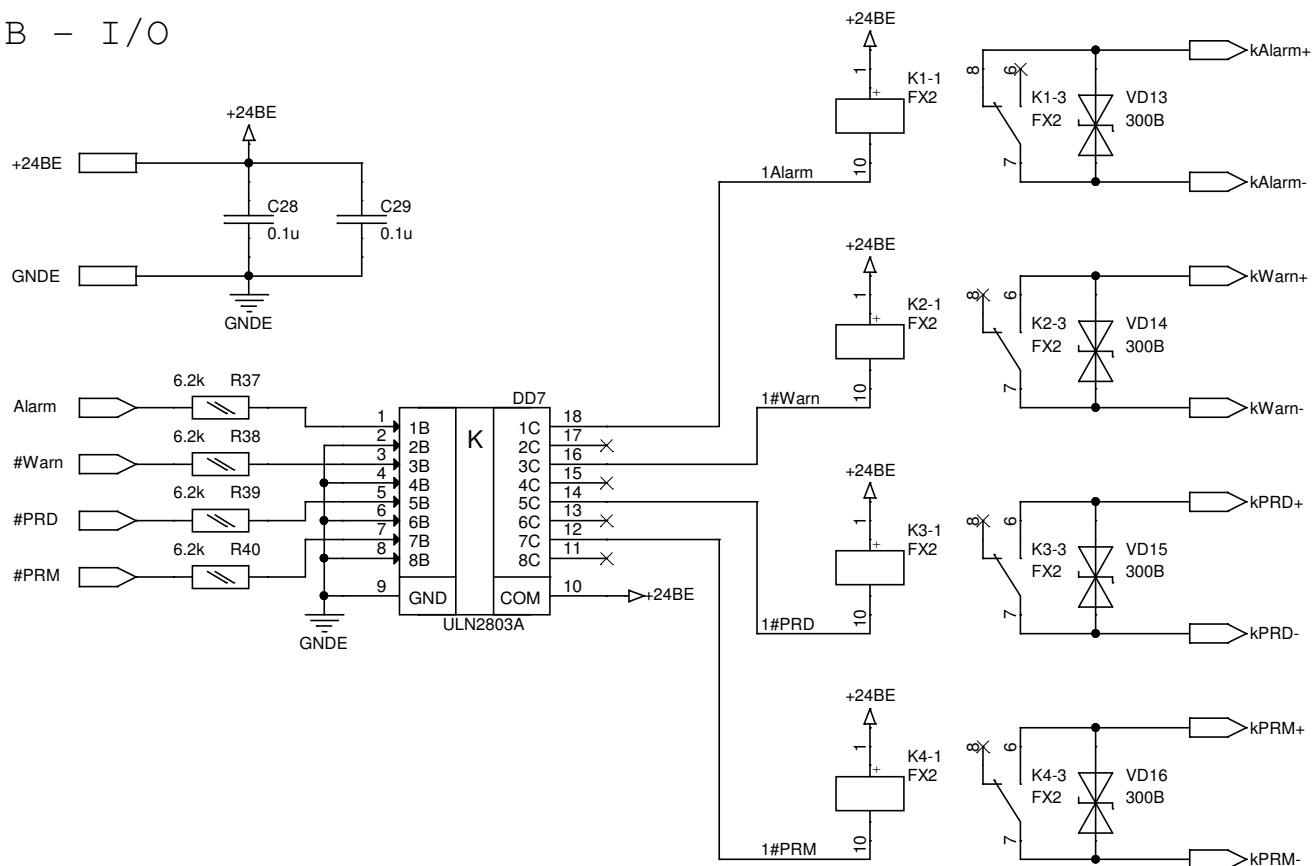 B - I/O
+24BE
+24BE
C28
0.1u
C29
0.1u
GNDE
GNDE
Alarm
6.2k R37
#Warn
6.2k R38
#PRD
6.2k R39
#PRM
6.2k R40
DD7
K
1 1B
2 2B
3 3B
4 4B
5 5B
6 6B
7 7B
8 8B
9 GND
1C 18
2C 17
3C 16
4C 15
5C 14
6C 13
7C 12
8C 11
COM 10
+24BE
ULN2803A
GNDE
+24BE
1
+
K1-1
FX2
10
1Alarm
8
6
K1-3
FX2
7
VD13
300B
kAlarm+
kAlarm-
+24BE
1
+
K2-1
FX2
10
1#Warn
8
6
K2-3
FX2
7
VD14
300B
kWarn+
kWarn-
+24BE
1
+
K3-1
FX2
10
1#PRD
8
6
K3-3
FX2
7
VD15
300B
kPRD+
kPRD-
+24BE
1
+
K4-1
FX2
10
1#PRM
8
6
K4-3
FX2
7
VD16
300B
kPRM+
kPRM-